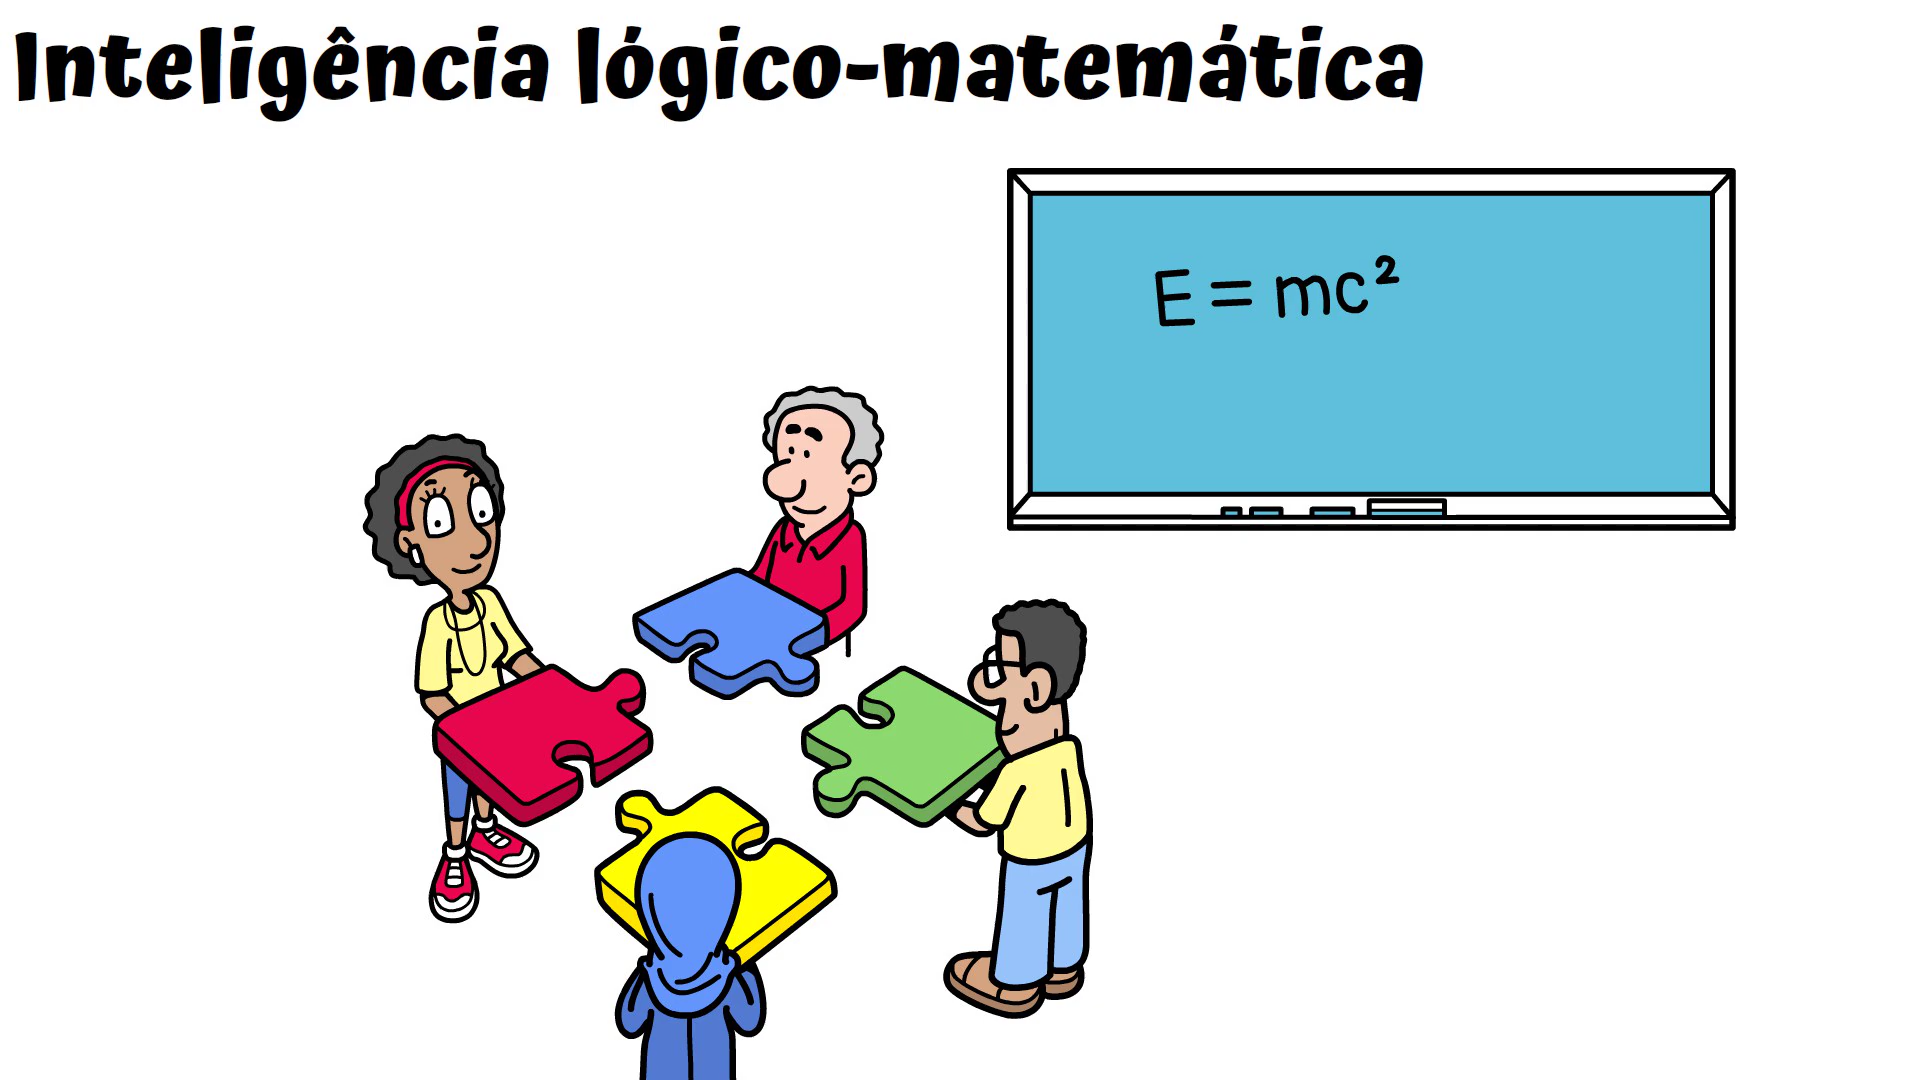 Inteligência lógico-matemática
E = mc²